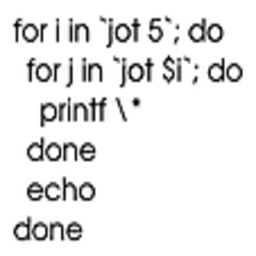 for i in `jot 5`; do
  for j in `jot $i`; do
    printf \*
  done
  echo
done